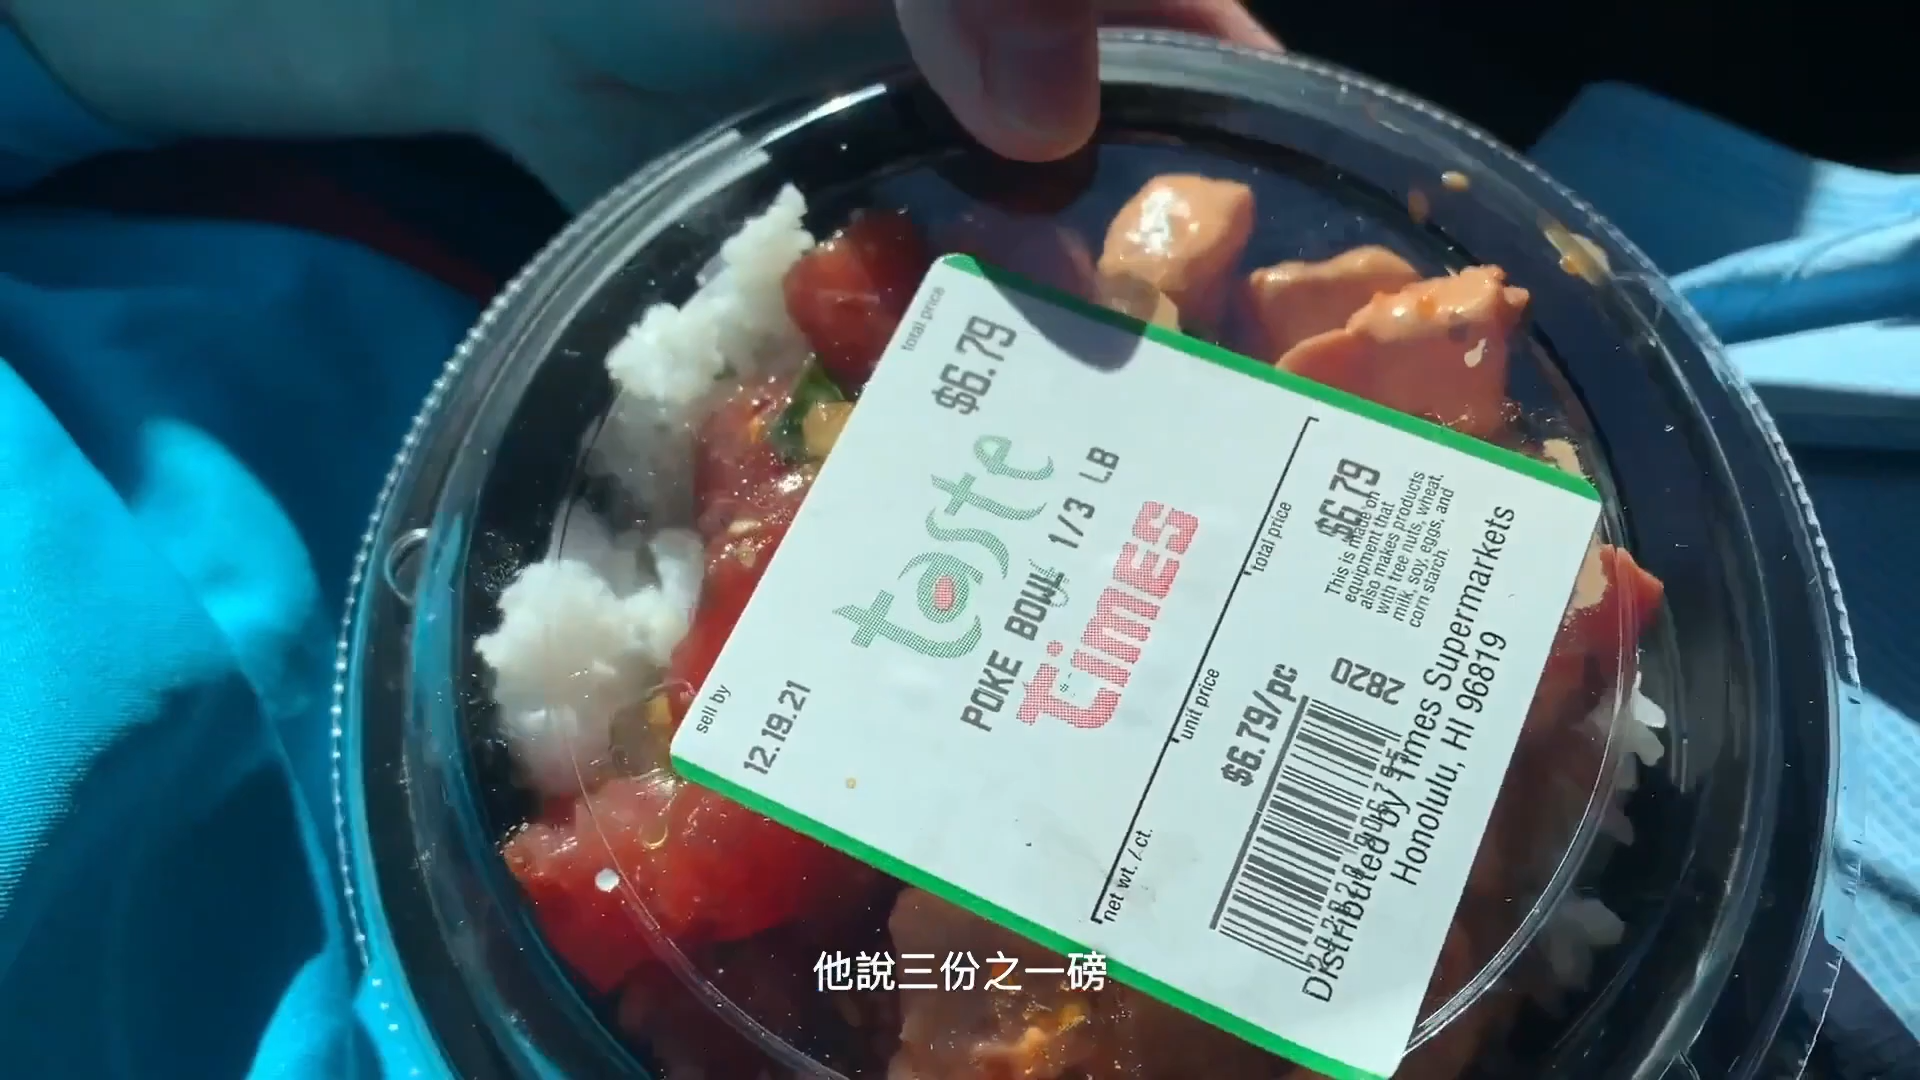 total price
$6.79
taste
POKE BOWL 1/3 LB
TIMES
sell by
12.19.21
total price
$6.79
This is made on
equipment that
also makes products
with tree nuts, wheat,
milk, soy, eggs, and
corn starch.
unit price
$6.79/pc
net wt./ct.
2820
Distributed by Times Supermarkets
Honolulu, HI 96819
他說三份之一磅